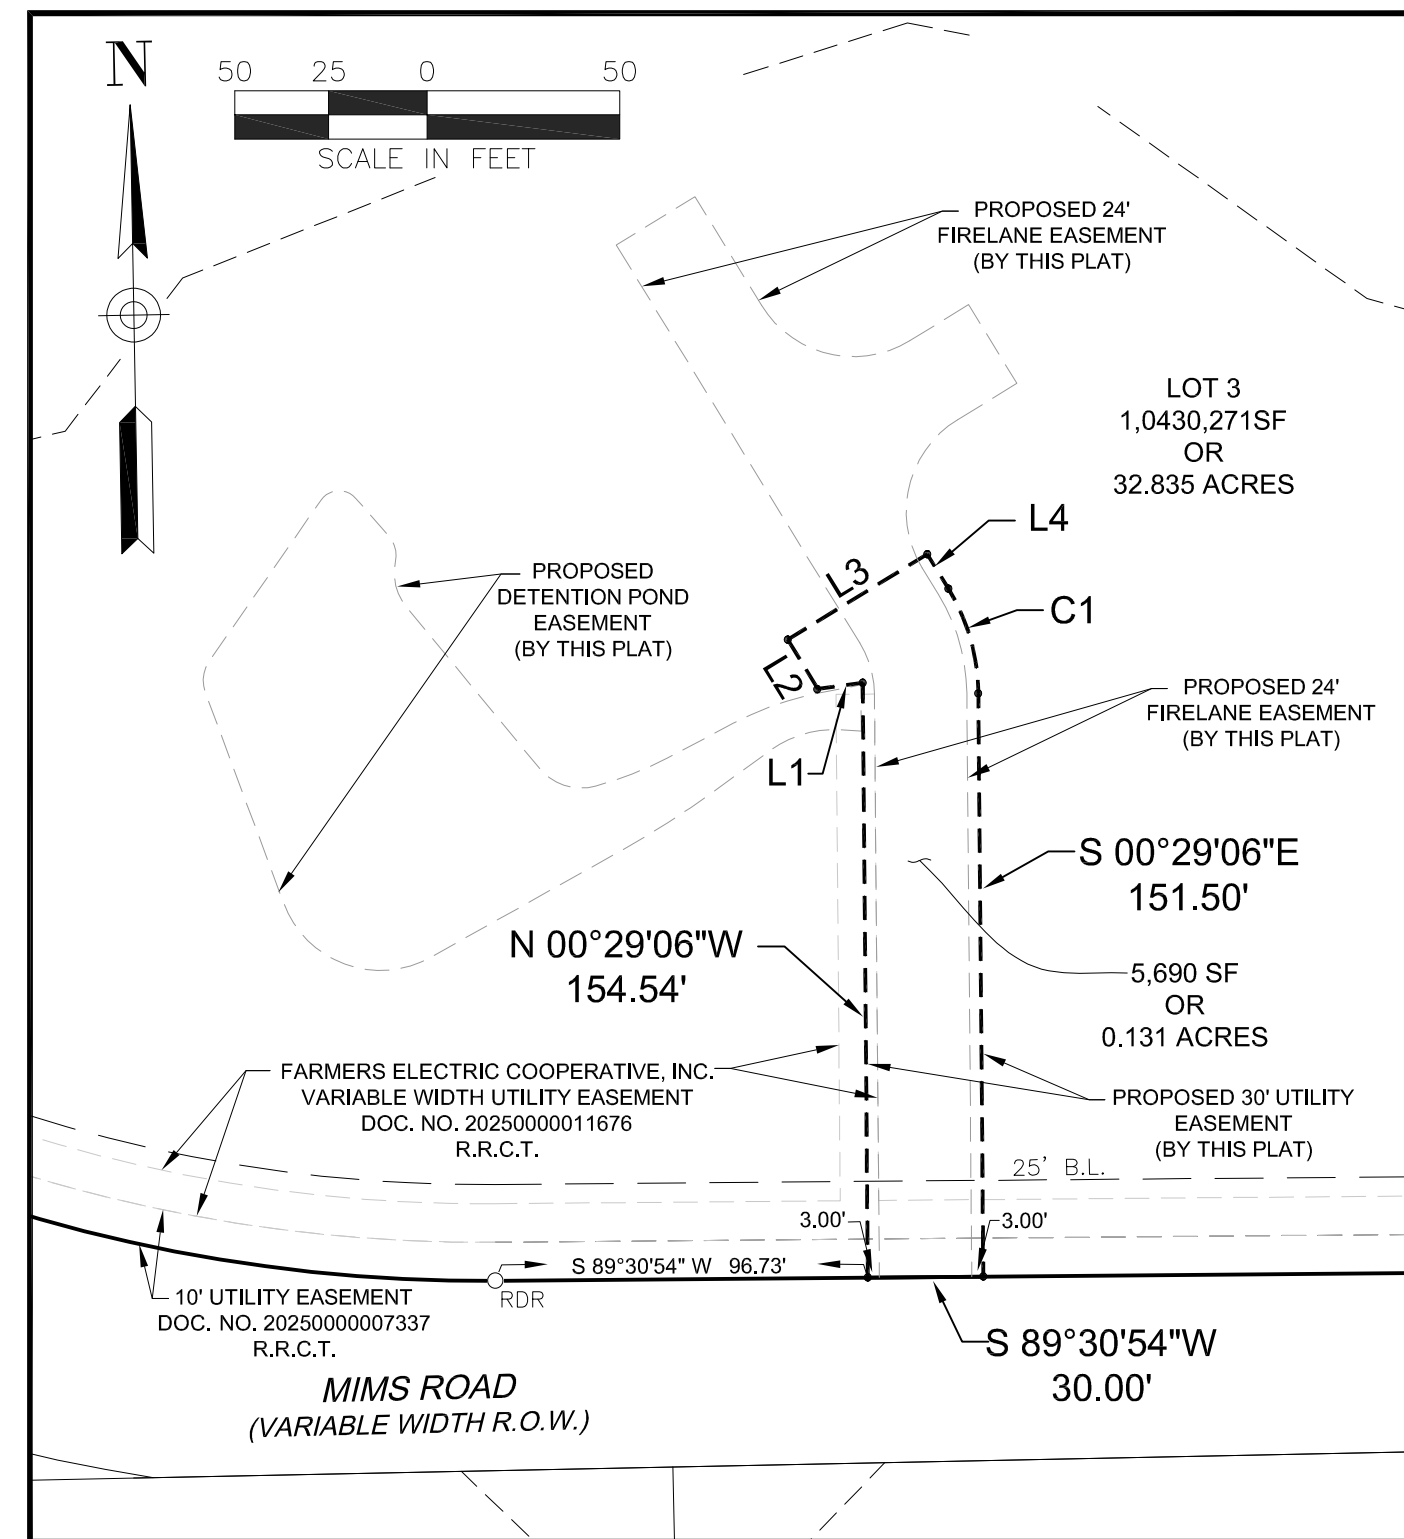 N
50 25 0 50
SCALE IN FEET
PROPOSED 24'
FIRELANE EASEMENT
(BY THIS PLAT)
LOT 3
1,0430,271SF
OR
32.835 ACRES
L4
L3
C1
PROPOSED
DETENTION POND
EASEMENT
(BY THIS PLAT)
L2
L1
PROPOSED 24'
FIRELANE EASEMENT
(BY THIS PLAT)
S 00°29'06"E
151.50'
N 00°29'06"W
154.54'
5,690 SF
OR
0.131 ACRES
FARMERS ELECTRIC COOPERATIVE, INC.
VARIABLE WIDTH UTILITY EASEMENT
DOC. NO. 20250000011676
R.R.C.T.
PROPOSED 30' UTILITY
EASEMENT
(BY THIS PLAT)
25' B.L.
3.00'
3.00'
S 89°30'54" W 96.73'
RDR
10' UTILITY EASEMENT
DOC. NO. 20250000007337
R.R.C.T.
S 89°30'54"W
30.00'
MIMS ROAD
(VARIABLE WIDTH R.O.W.)